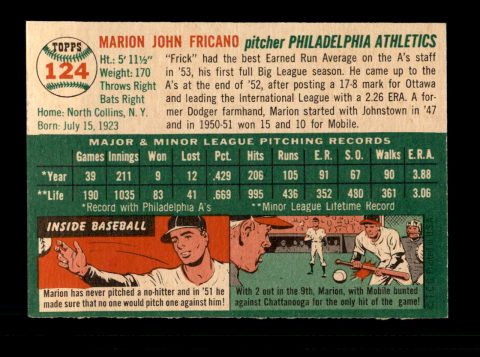 TOPPS
124
MARION JOHN FRICANO pitcher PHILADELPHIA ATHLETICS
Ht.: 5' 11½"
Weight: 170
Throws Right
Bats Right
Home: North Collins, N. Y.
Born: July 15, 1923
"Frick" had the best Earned Run Average on the A's staff
in '53, his first full Big League season. He came up to the
A's at the end of '52, after posting a 17-8 mark for Ottawa
and leading the International League with a 2.26 ERA. A for-
mer Dodger farmhand, Marion started with Johnstown in '47
and in 1950-51 won 15 and 10 for Mobile.
MAJOR & MINOR LEAGUE PITCHING RECORDS
Games Innings Won Lost Pct. Hits Runs E.R. S.O. Walks E.R.A.
*Year 39 211 9 12 .429 206 105 91 67 90 3.88
**Life 190 1035 83 41 .669 995 436 352 480 361 3.06
*Record with Philadelphia A's **Minor League Lifetime Record
INSIDE BASEBALL
Marion has never pitched a no-hitter and in '51 he
made sure that no one would pitch one against him!
With 2 out in the 9th, Marion, with Mobile bunted
against Chattanooga for the only hit of the game!